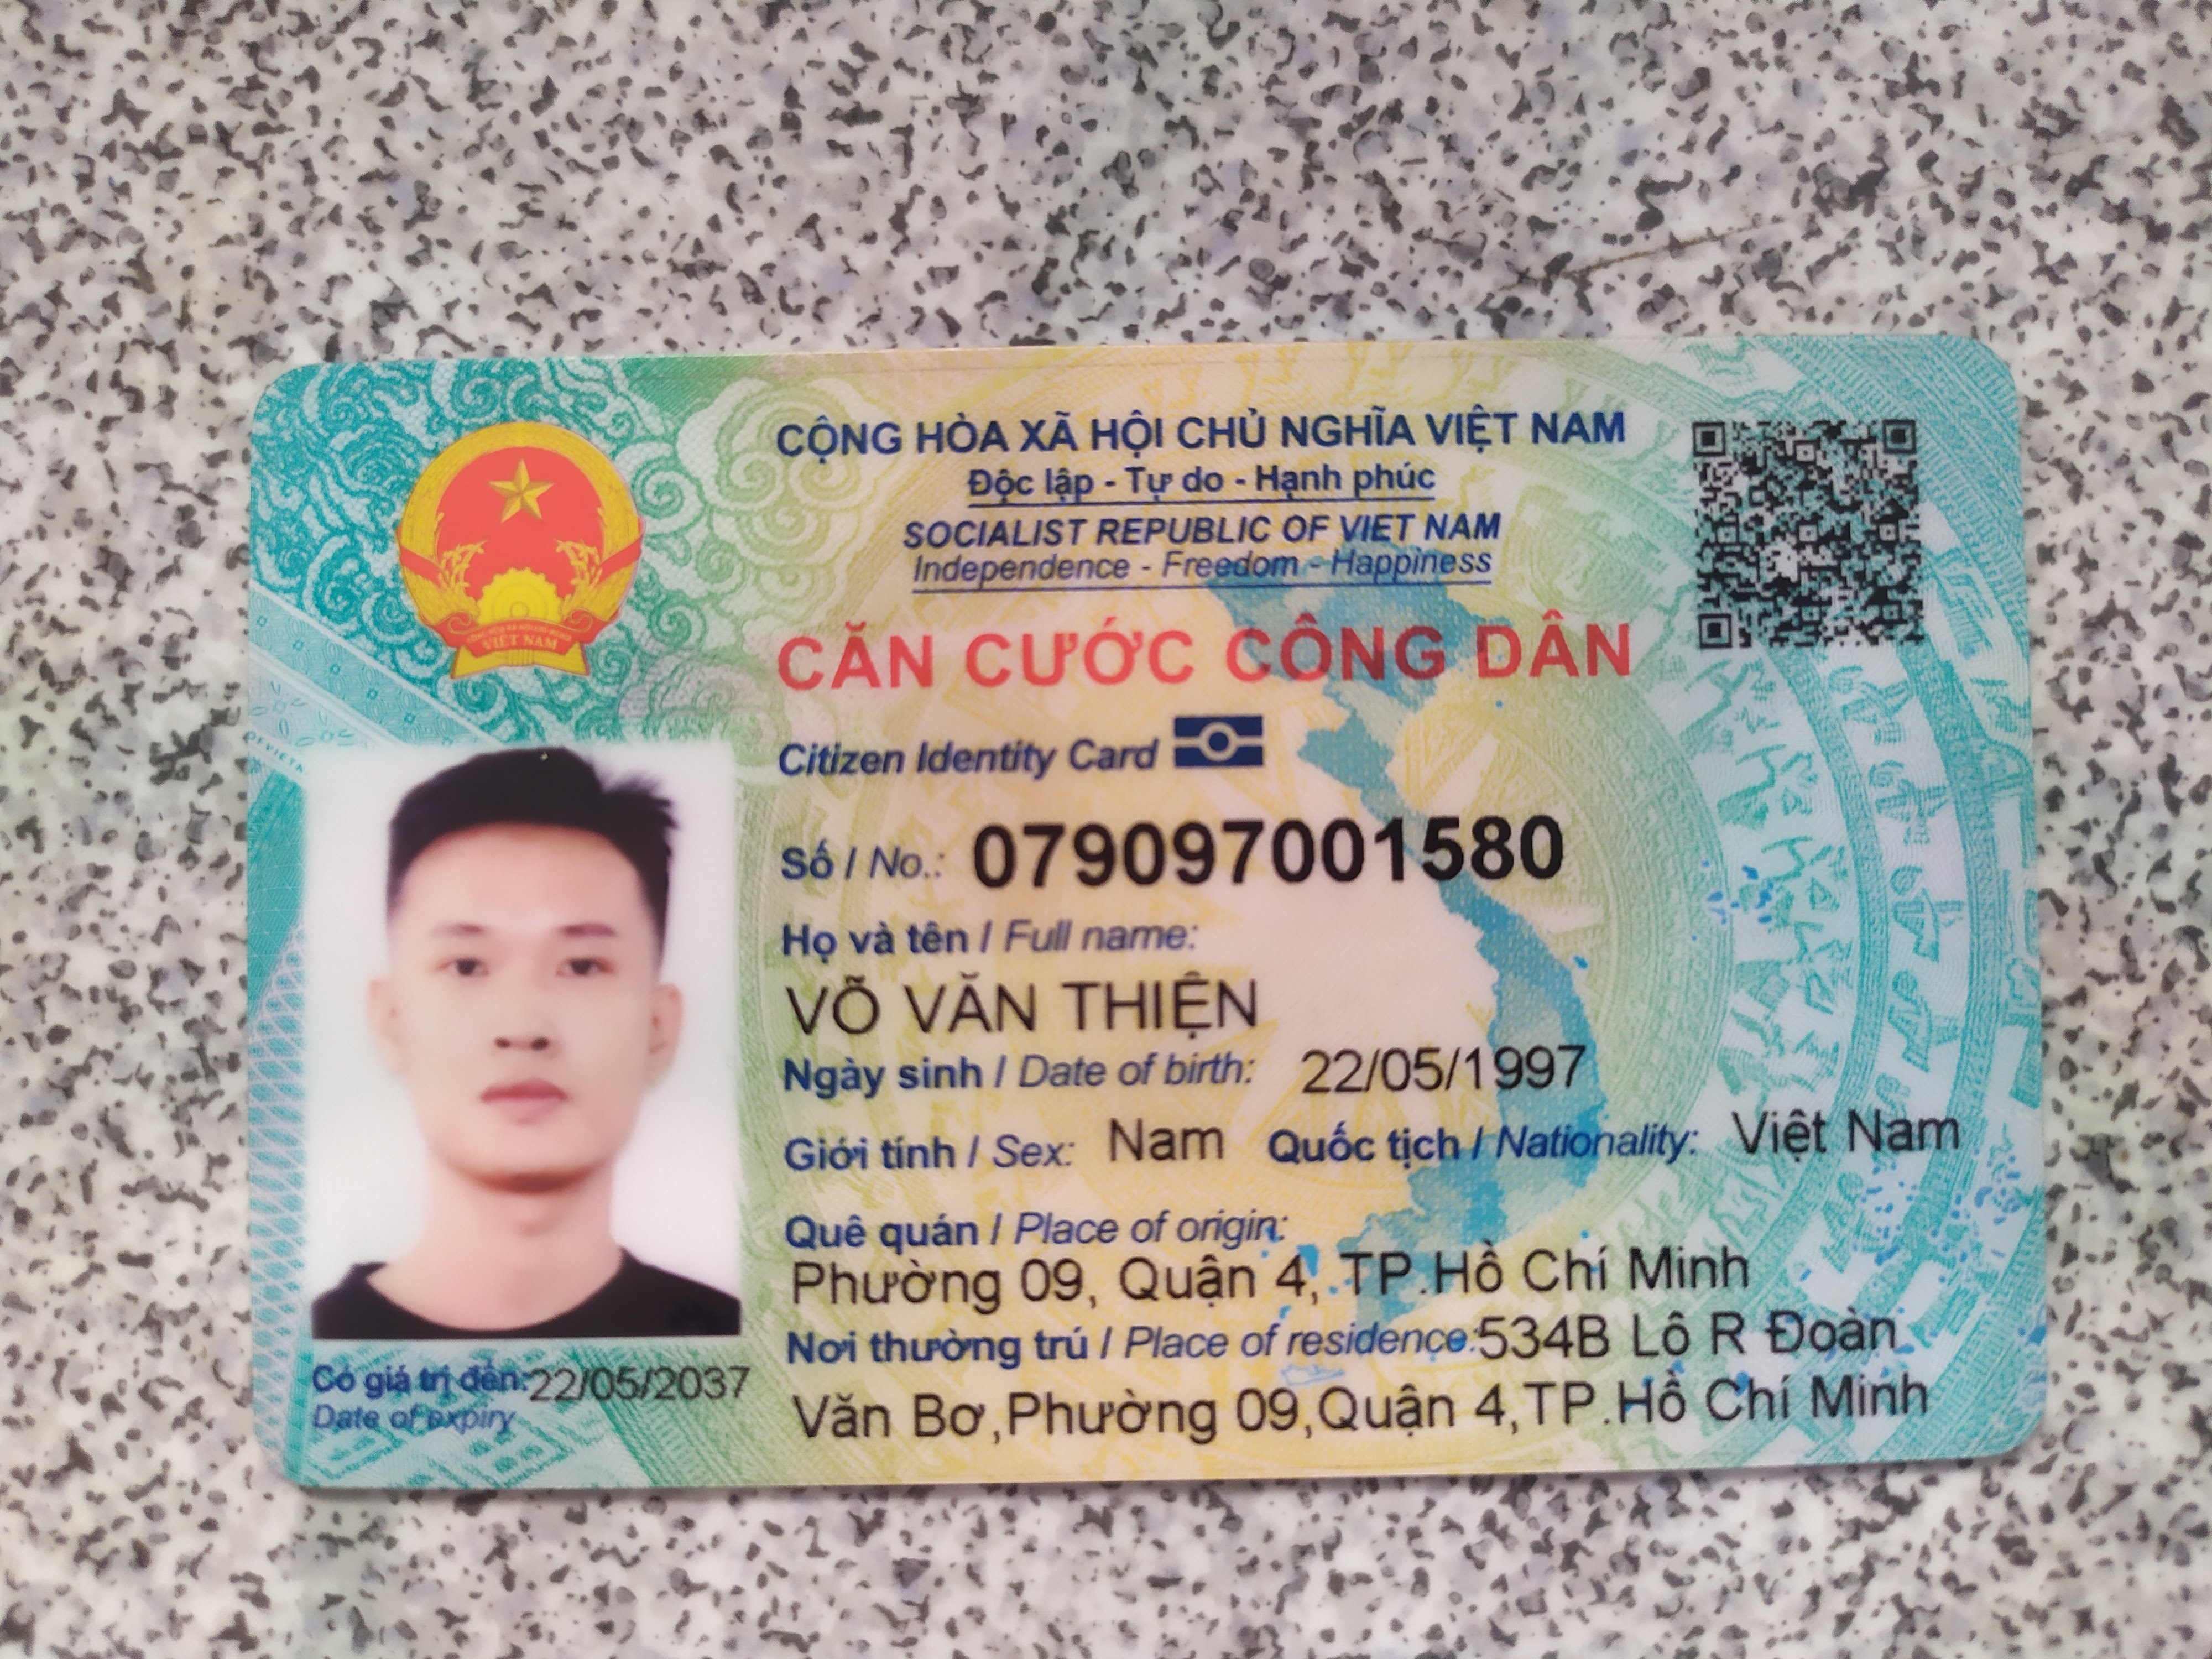 CỘNG HÒA XÃ HỘI CHỦ NGHĨA VIỆT NAM
Độc lập - Tự do - Hạnh phúc
SOCIALIST REPUBLIC OF VIET NAM
Independence - Freedom - Happiness
CĂN CƯỚC CÔNG DÂN
Citizen Identity Card
Số / No.: 079097001580
Họ và tên / Full name:
VÕ VĂN THIỆN
Ngày sinh / Date of birth: 22/05/1997
Giới tính / Sex: Nam Quốc tịch / Nationality: Việt Nam
Quê quán / Place of origin:
Phường 09, Quận 4, TP.Hồ Chí Minh
Nơi thường trú / Place of residence: 534B Lô R Đoàn
Văn Bơ,Phường 09,Quận 4,TP.Hồ Chí Minh
Có giá trị đến: 22/05/2037
Date of expiry
VIỆT NAM